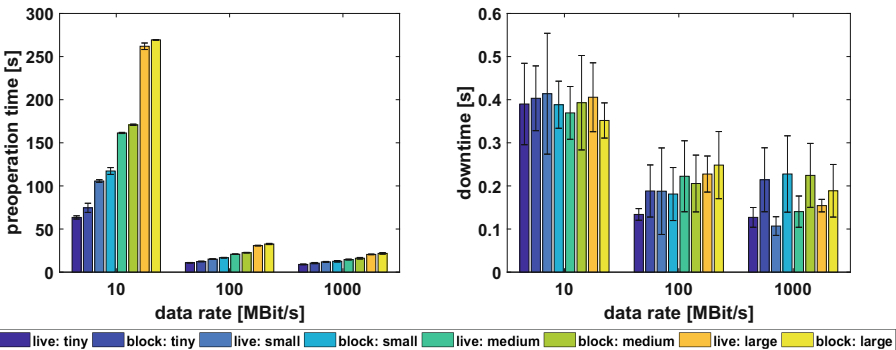 preoperation time [s]
300
250
200
150
100
50
0
10 100 1000
data rate [MBit/s]
downtime [s]
0.6
0.5
0.4
0.3
0.2
0.1
0
10 100 1000
data rate [MBit/s]
live: tiny block: tiny live: small block: small live: medium block: medium live: large block: large